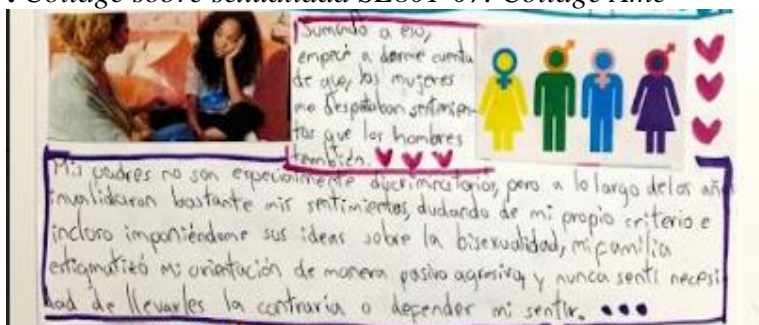 : Collage sobre sexualidad SLC01-07. Collage Ame
Sumando a eso,
empecé a darme cuenta
de que, las mujeres
me despertaban sentimien-
tos que los hombres
también.
Mis padres no son especialmente discriminatorios, pero a lo largo de los años
invalidaron bastante mis sentimientos, dudando de mi propio criterio e
incluso imponiéndome sus ideas sobre la bisexualidad, mi familia
estigmatizó mi orientación de manera pasivo agresiva, y nunca sentí necesi-
dad de llevarles la contraria o defender mi sentir.